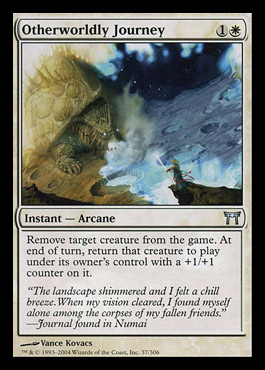 Otherworldly Journey 1
Instant — Arcane
Remove target creature from the game. At
end of turn, return that creature to play
under its owner's control with a +1/+1
counter on it.
"The landscape shimmered and I felt a chill
breeze. When my vision cleared, I found myself
alone among the corpses of my fallen friends."
—Journal found in Numai
Vance Kovacs
™ & © 1993–2004 Wizards of the Coast, Inc. 37/306